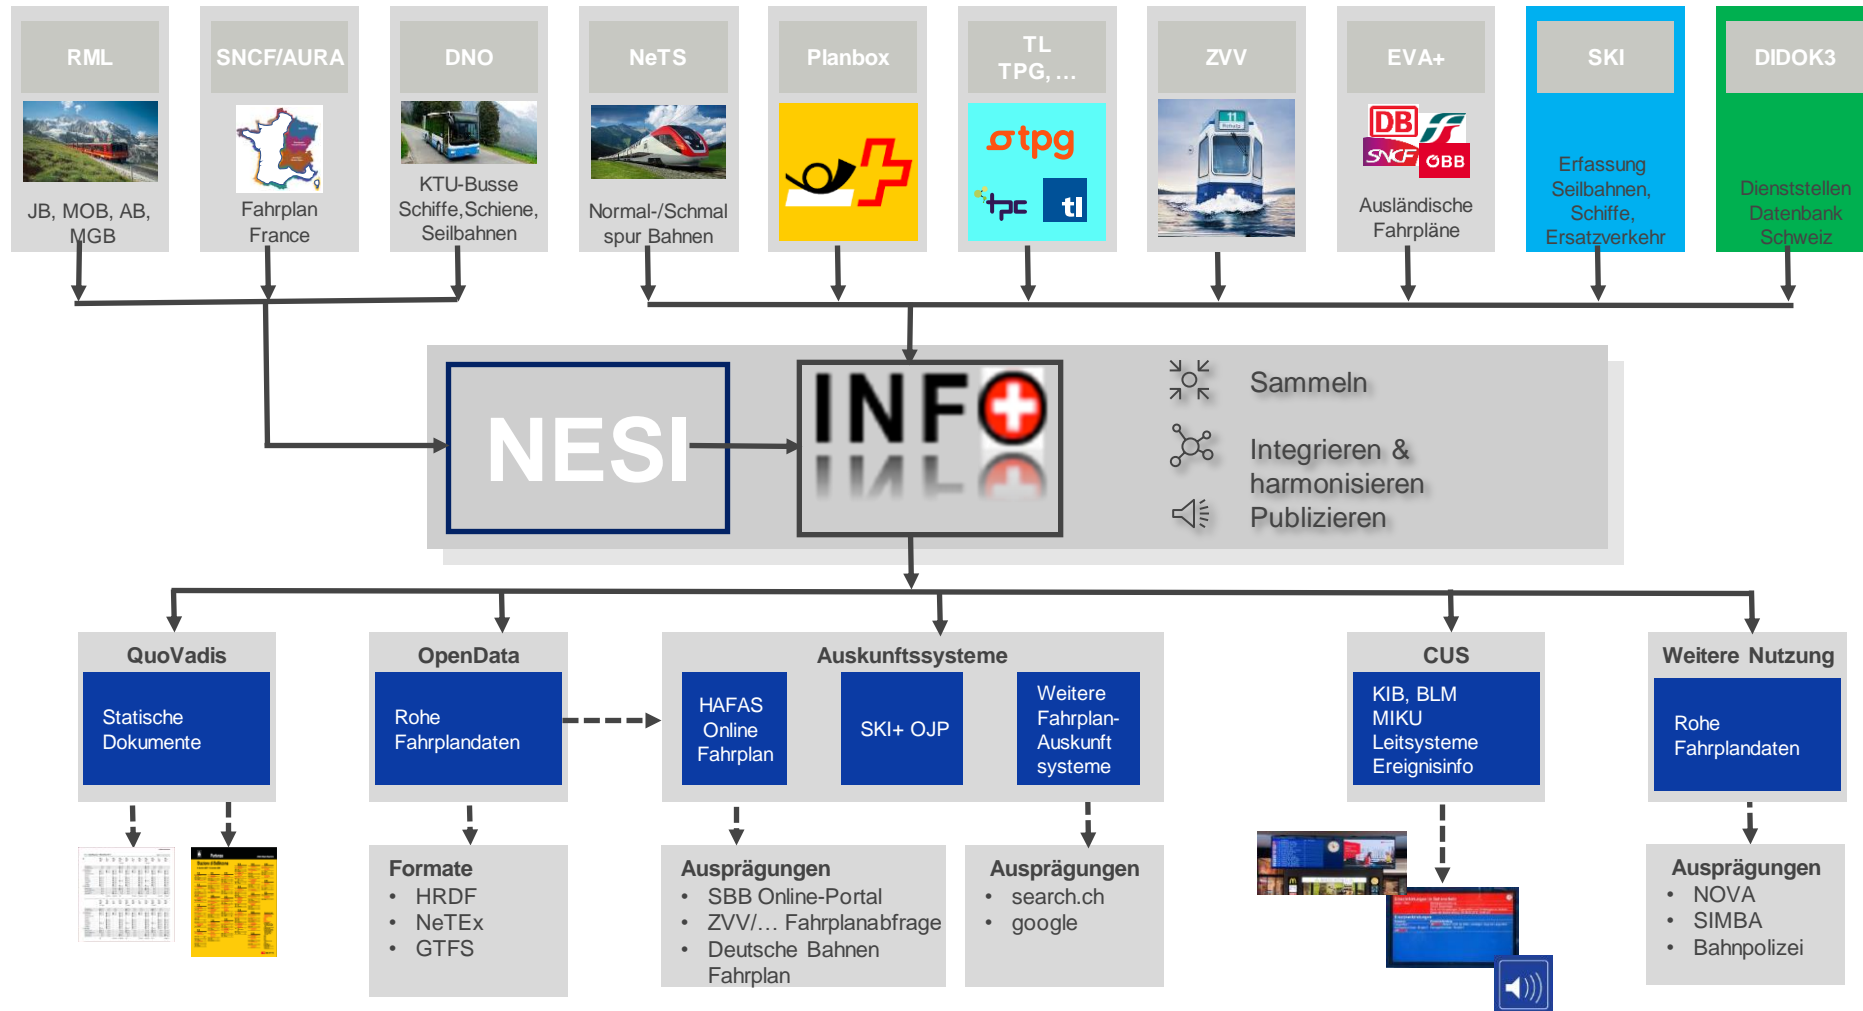 RML
SNCF/AURA
DNO
NeTS
Planbox
TL
TPG, ...
ZVV
EVA+
SKI
DIDOK3
JB, MOB, AB,
MGB
Fahrplan
France
KTU-Busse
Schiffe,Schiene,
Seilbahnen
Normal-/Schmal
spur Bahnen
tpg
tpc
tl
11
DB
SNCF
ÖBB
Ausländische
Fahrpläne
Erfassung
Seilbahnen,
Schiffe,
Ersatzverkehr
Dienststellen
Datenbank
Schweiz
NESI
INFO
Sammeln
Integrieren &
harmonisieren
Publizieren
QuoVadis
Statische
Dokumente
OpenData
Rohe
Fahrplandaten
Auskunftssysteme
HAFAS
Online
Fahrplan
SKI+ OJP
Weitere
Fahrplan-
Auskunft
systeme
CUS
KIB, BLM
MIKU
Leitsysteme
Ereignisinfo
Weitere Nutzung
Rohe
Fahrplandaten
Formate
• HRDF
• NeTEx
• GTFS
Ausprägungen
• SBB Online-Portal
• ZVV/... Fahrplanabfrage
• Deutsche Bahnen
Fahrplan
Ausprägungen
• search.ch
• google
Ausprägungen
• NOVA
• SIMBA
• Bahnpolizei